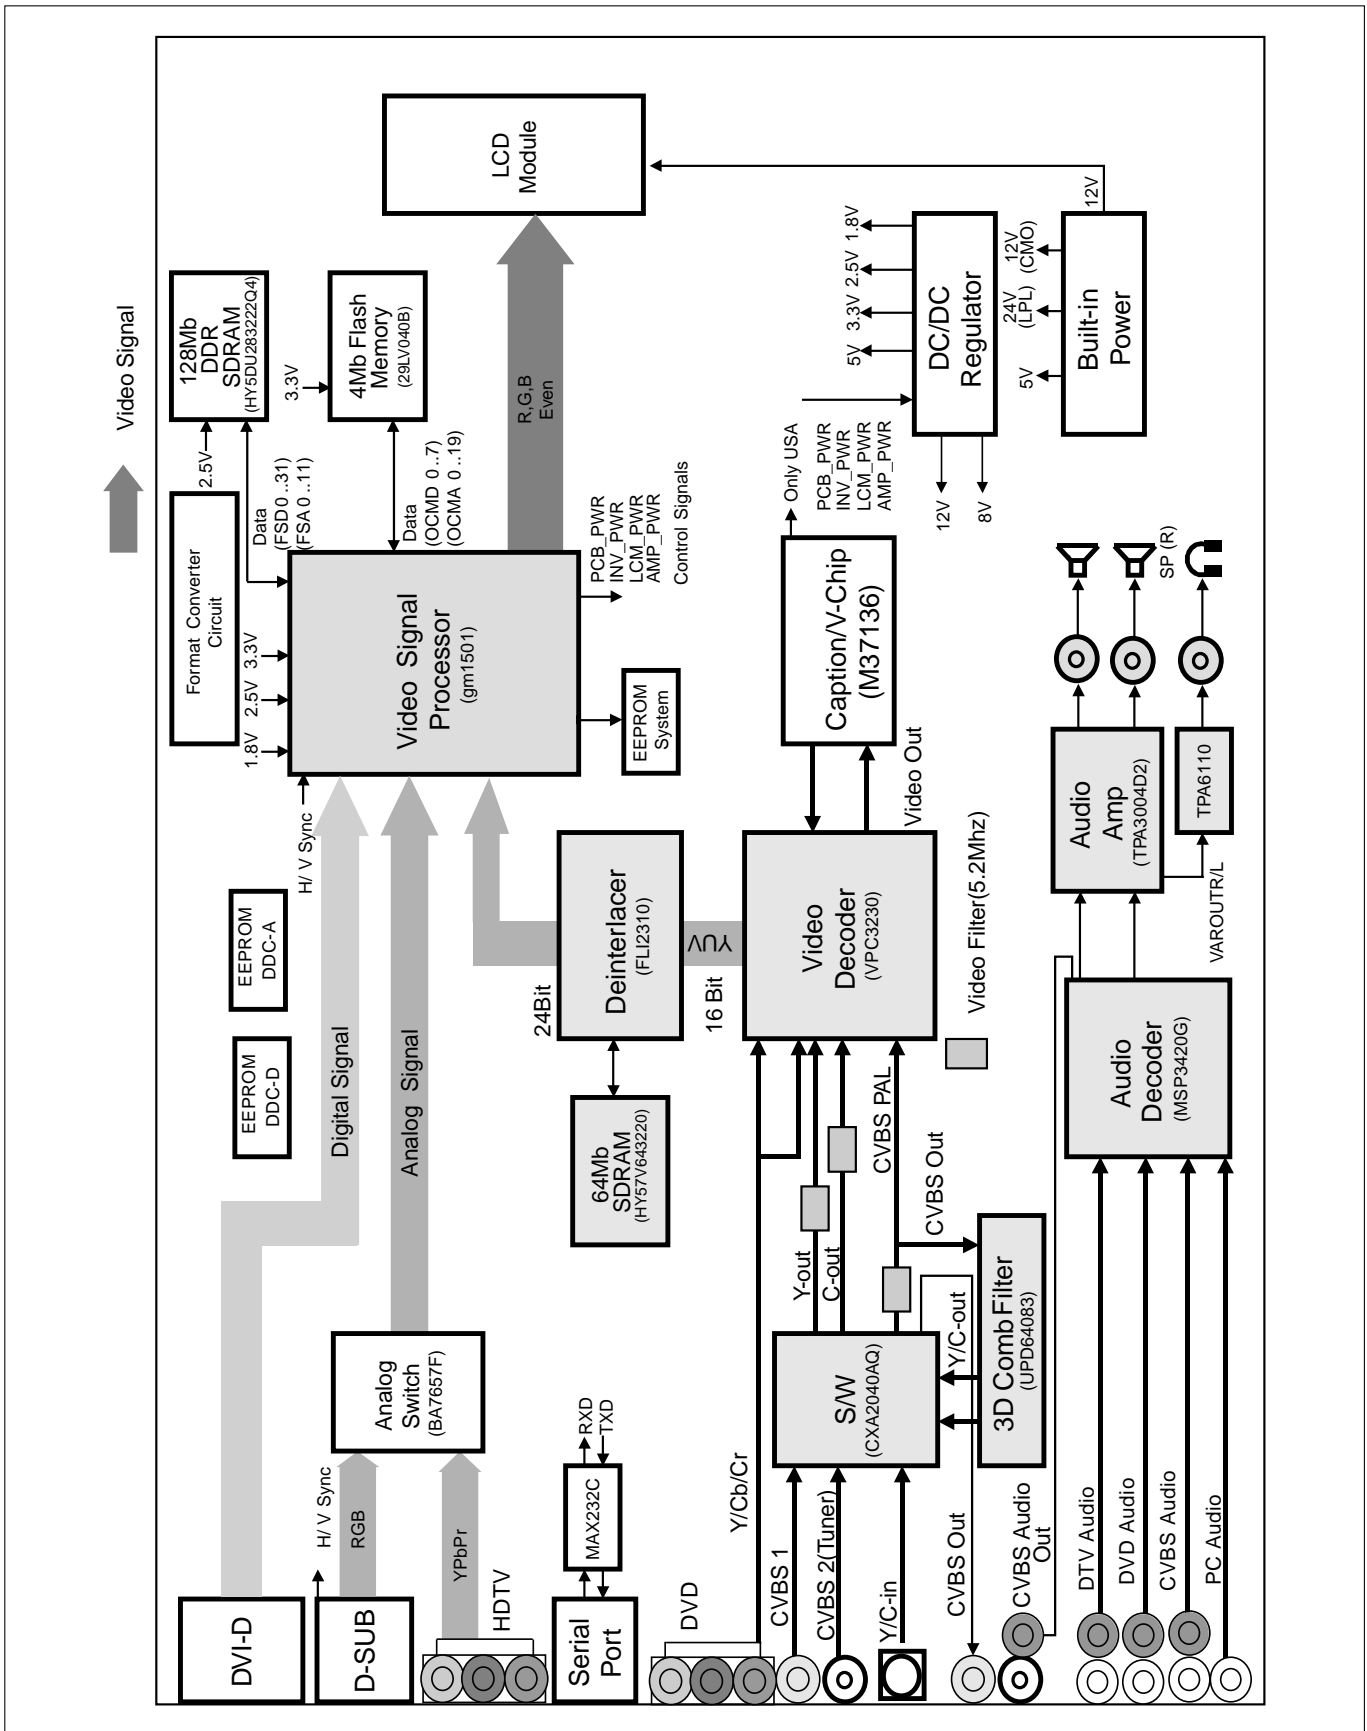 Video Signal
Format Converter
Circuit
128Mb
DDR
SDRAM
(HY5DU283222Q4)
2.5V
Data
(FSD 0 ..31)
(FSA 0 ..11)
3.3V
4Mb Flash
Memory
(29LV040B)
Data
(OCMD 0 ..7)
(OCMA 0 ..19)
LCD
Module
R,G,B
Even
1.8V
2.5V
3.3V
H/ V Sync
Video Signal
Processor
(gm1501)
PCB_PWR
INV_PWR
LCM_PWR
AMP_PWR
Control Signals
EEPROM
System
EEPROM
DDC-A
EEPROM
DDC-D
Digital Signal
Analog Signal
Analog
Switch
(BA7657F)
H/ V Sync
RGB
YPbPr
DVI-D
D-SUB
HDTV
Serial
Port
MAX232C
RXD
TXD
24Bit
Deinterlacer
(FLI2310)
64Mb
SDRAM
(HY57V643220)
16 Bit
YUV
Video
Decoder
(VPC3230)
Video Out
Caption/V-Chip
(M37136)
Only USA
PCB_PWR
INV_PWR
LCM_PWR
AMP_PWR
5V
3.3V
2.5V
1.8V
DC/DC
Regulator
12V
8V
5V
24V
(LPL)
12V
(CMO)
12V
Built-in
Power
Video Filter(5.2Mhz)
DVD
Y/Cb/Cr
CVBS 1
CVBS 2(Tuner)
Y/C-in
S/W
(CXA2040AQ)
Y-out
C-out
CVBS PAL
CVBS Out
Y/C-out
3D Comb Filter
(UPD64083)
CVBS Out
CVBS Audio
Out
DTV Audio
DVD Audio
CVBS Audio
PC Audio
Audio
Decoder
(MSP3420G)
VAROUTR/L
Audio
Amp
(TPA3004D2)
TPA6110
SP (R)